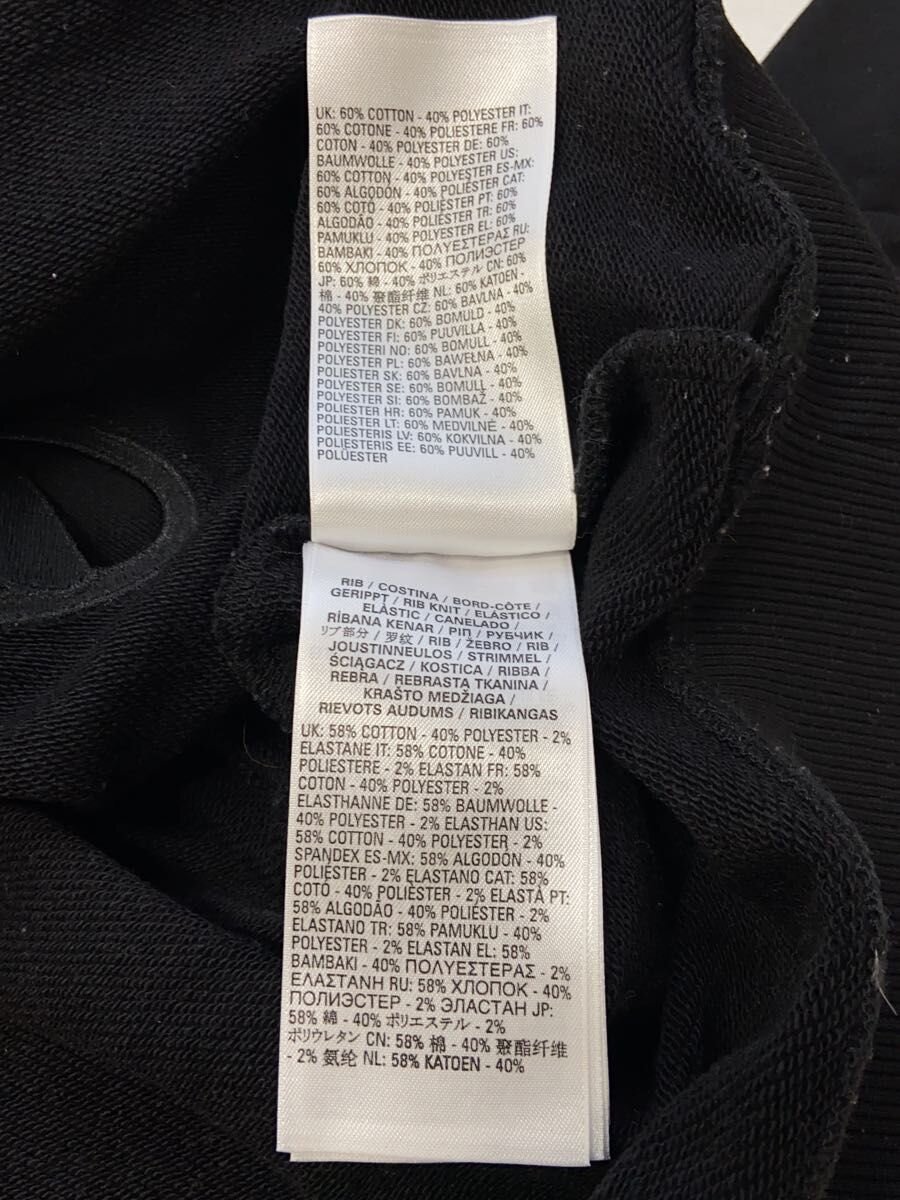 UK: 60% COTTON - 40% POLYESTER IT:
60% COTONE - 40% POLIESTERE FR: 60%
COTON - 40% POLYESTER DE: 60%
BAUMWOLLE - 40% POLYESTER US:
60% COTTON - 40% POLYESTER ES-MX:
60% ALGODÓN - 40% POLIÉSTER CAT:
60% COTÓ - 40% POLIÈSTER PT: 60%
ALGODÃO - 40% POLIÉSTER TR: 60%
PAMUKLU - 40% POLYESTER EL: 60%
ΒΑΜΒΑΚΙ - 40% ΠΟΛΥΕΣΤΕΡΑΣ RU:
60% ХЛОПОК - 40% ПОЛИЭСТЕР
JP: 60% 綿 - 40% ポリエステル CN: 60%
棉 - 40% 聚酯纤维 NL: 60% KATOEN -
40% POLYESTER CZ: 60% BAVLNA - 40%
POLYESTER DK: 60% BOMULD - 40%
POLYESTER FI: 60% PUUVILLA - 40%
POLYESTERI NO: 60% BOMULL - 40%
POLYESTER PL: 60% BAWEŁNA - 40%
POLIESTER SK: 60% BAVLNA - 40%
POLYESTER SE: 60% BOMULL - 40%
POLYESTER SI: 60% BOMBAŽ - 40%
POLIESTER HR: 60% PAMUK - 40%
POLIESTER LT: 60% MEDVILNĖ - 40%
POLIESTERIS LV: 60% KOKVILNA - 40%
POLIESTERIS EE: 60% PUUVILL - 40%
POLÜESTER
RIB / COSTINA / BORD-CÔTE /
GERIPPT / RIB KNIT / ELÁSTICO /
ELÀSTIC / CANELADO /
RİBANA KENAR / ΡΙΠ / РУБЧИК /
リブ部分 / 罗纹 / RIB / ŽEBRO / RIB /
JOUSTINNEULOS / STRIMMEL /
ŚCIĄGACZ / KOSTICA / RIBBA /
REBRA / REBRASTA TKANINA /
KRAŠTO MEDŽIAGA /
RIEVOTS AUDUMS / RIBIKANGAS
UK: 58% COTTON - 40% POLYESTER - 2%
ELASTANE IT: 58% COTONE - 40%
POLIESTERE - 2% ELASTAN FR: 58%
COTON - 40% POLYESTER - 2%
ELASTHANNE DE: 58% BAUMWOLLE -
40% POLYESTER - 2% ELASTHAN US:
58% COTTON - 40% POLYESTER - 2%
SPANDEX ES-MX: 58% ALGODÓN - 40%
POLIÉSTER - 2% ELASTANO CAT: 58%
COTÓ - 40% POLIÈSTER - 2% ELASTÀ PT:
58% ALGODÃO - 40% POLIÉSTER - 2%
ELASTANO TR: 58% PAMUKLU - 40%
POLYESTER - 2% ELASTAN EL: 58%
ΒΑΜΒΑΚΙ - 40% ΠΟΛΥΕΣΤΕΡΑΣ - 2%
ΕΛΑΣΤΑΝΗ RU: 58% ХЛОПОК - 40%
ПОЛИЭСТЕР - 2% ЭЛАСТАН JP:
58% 綿 - 40% ポリエステル - 2%
ポリウレタン CN: 58% 棉 - 40% 聚酯纤维
- 2% 氨纶 NL: 58% KATOEN - 40%